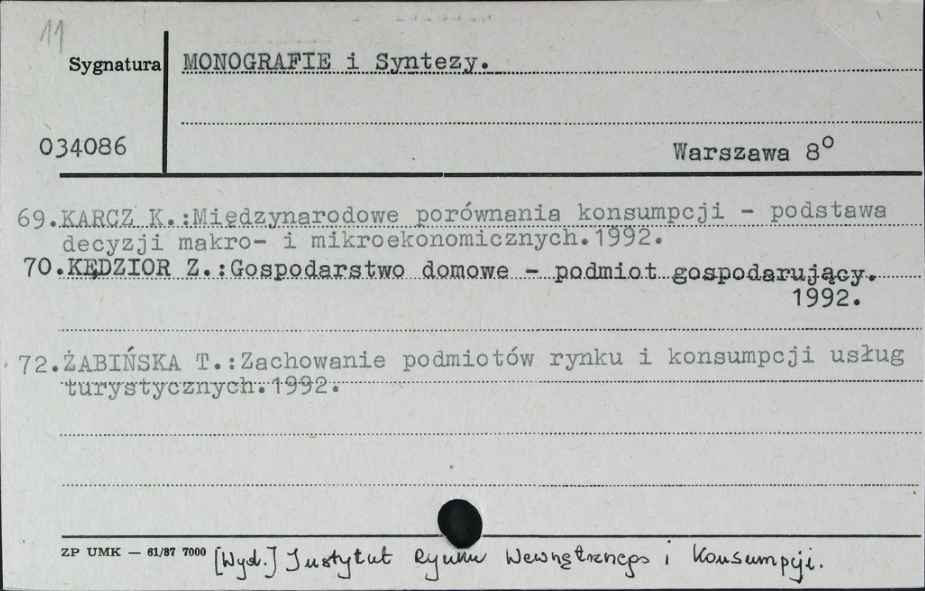 11
Sygnatura MONOGRAFIE i Syntezy.
034086 Warszawa 8°
69.KARCZ K.:Międzynarodowe porównania konsumpcji - podstawa
decyzji makro- i mikroekonomicznych.1992.
70.KĘDZIOR Z.:Gospodarstwo domowe - podmiot gospodarujący.
1992.
72.ŻABIŃSKA T.:Zachowanie podmiotów rynku i konsumpcji usług
turystycznych.1992.
ZP UMK — 61/87 7000 [Wyd.] Instytut Rynku Wewnętrznego i Konsumpcji.